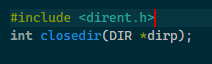 #include <dirent.h>
int closedir(DIR *dirp);